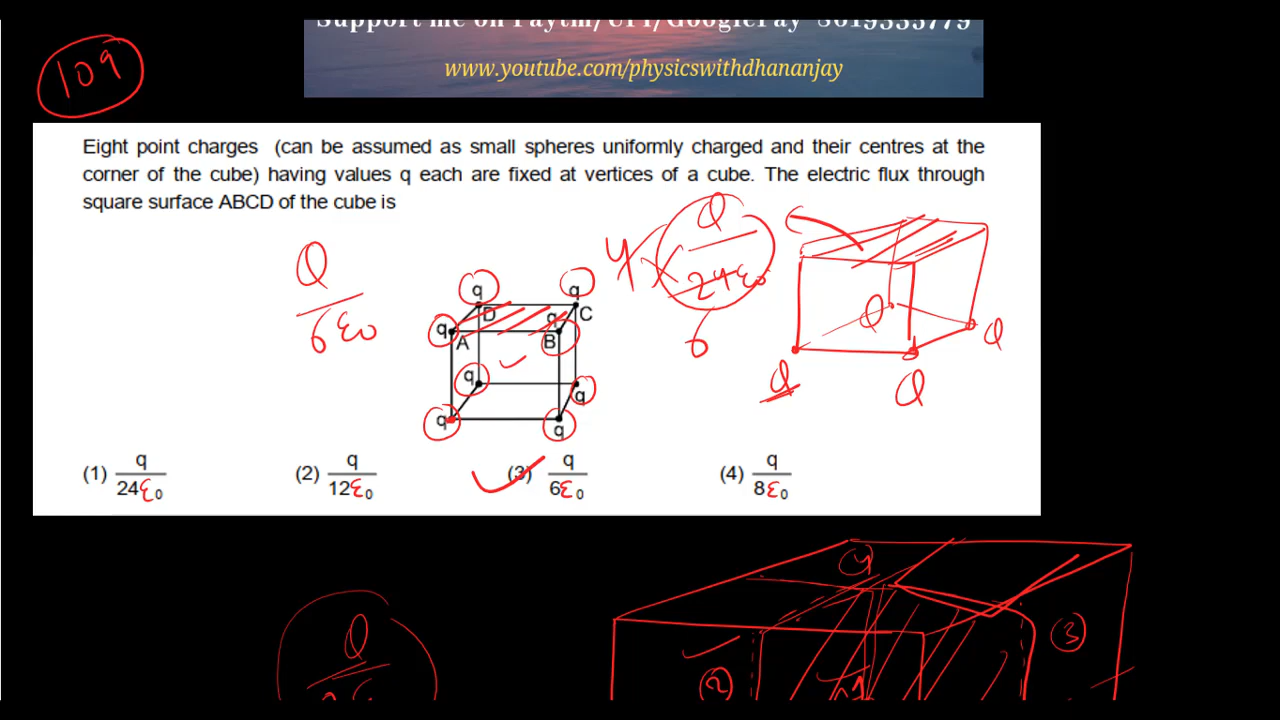 Support me on Paytm/UPI/GooglePay 8619335779
109
www.youtube.com/physicswithdhananjay
Eight point charges (can be assumed as small spheres uniformly charged and their centres at the
corner of the cube) having values q each are fixed at vertices of a cube. The electric flux through
square surface ABCD of the cube is
Q
6ε0
4 × Q
24ε0
6
q q
D C
q q
A B
q q
q q
Q
Q Q
Q
(1) q
24ε0
(2) q
12ε0
(3) q
6ε0
(4) q
8ε0
4
Q
3
2